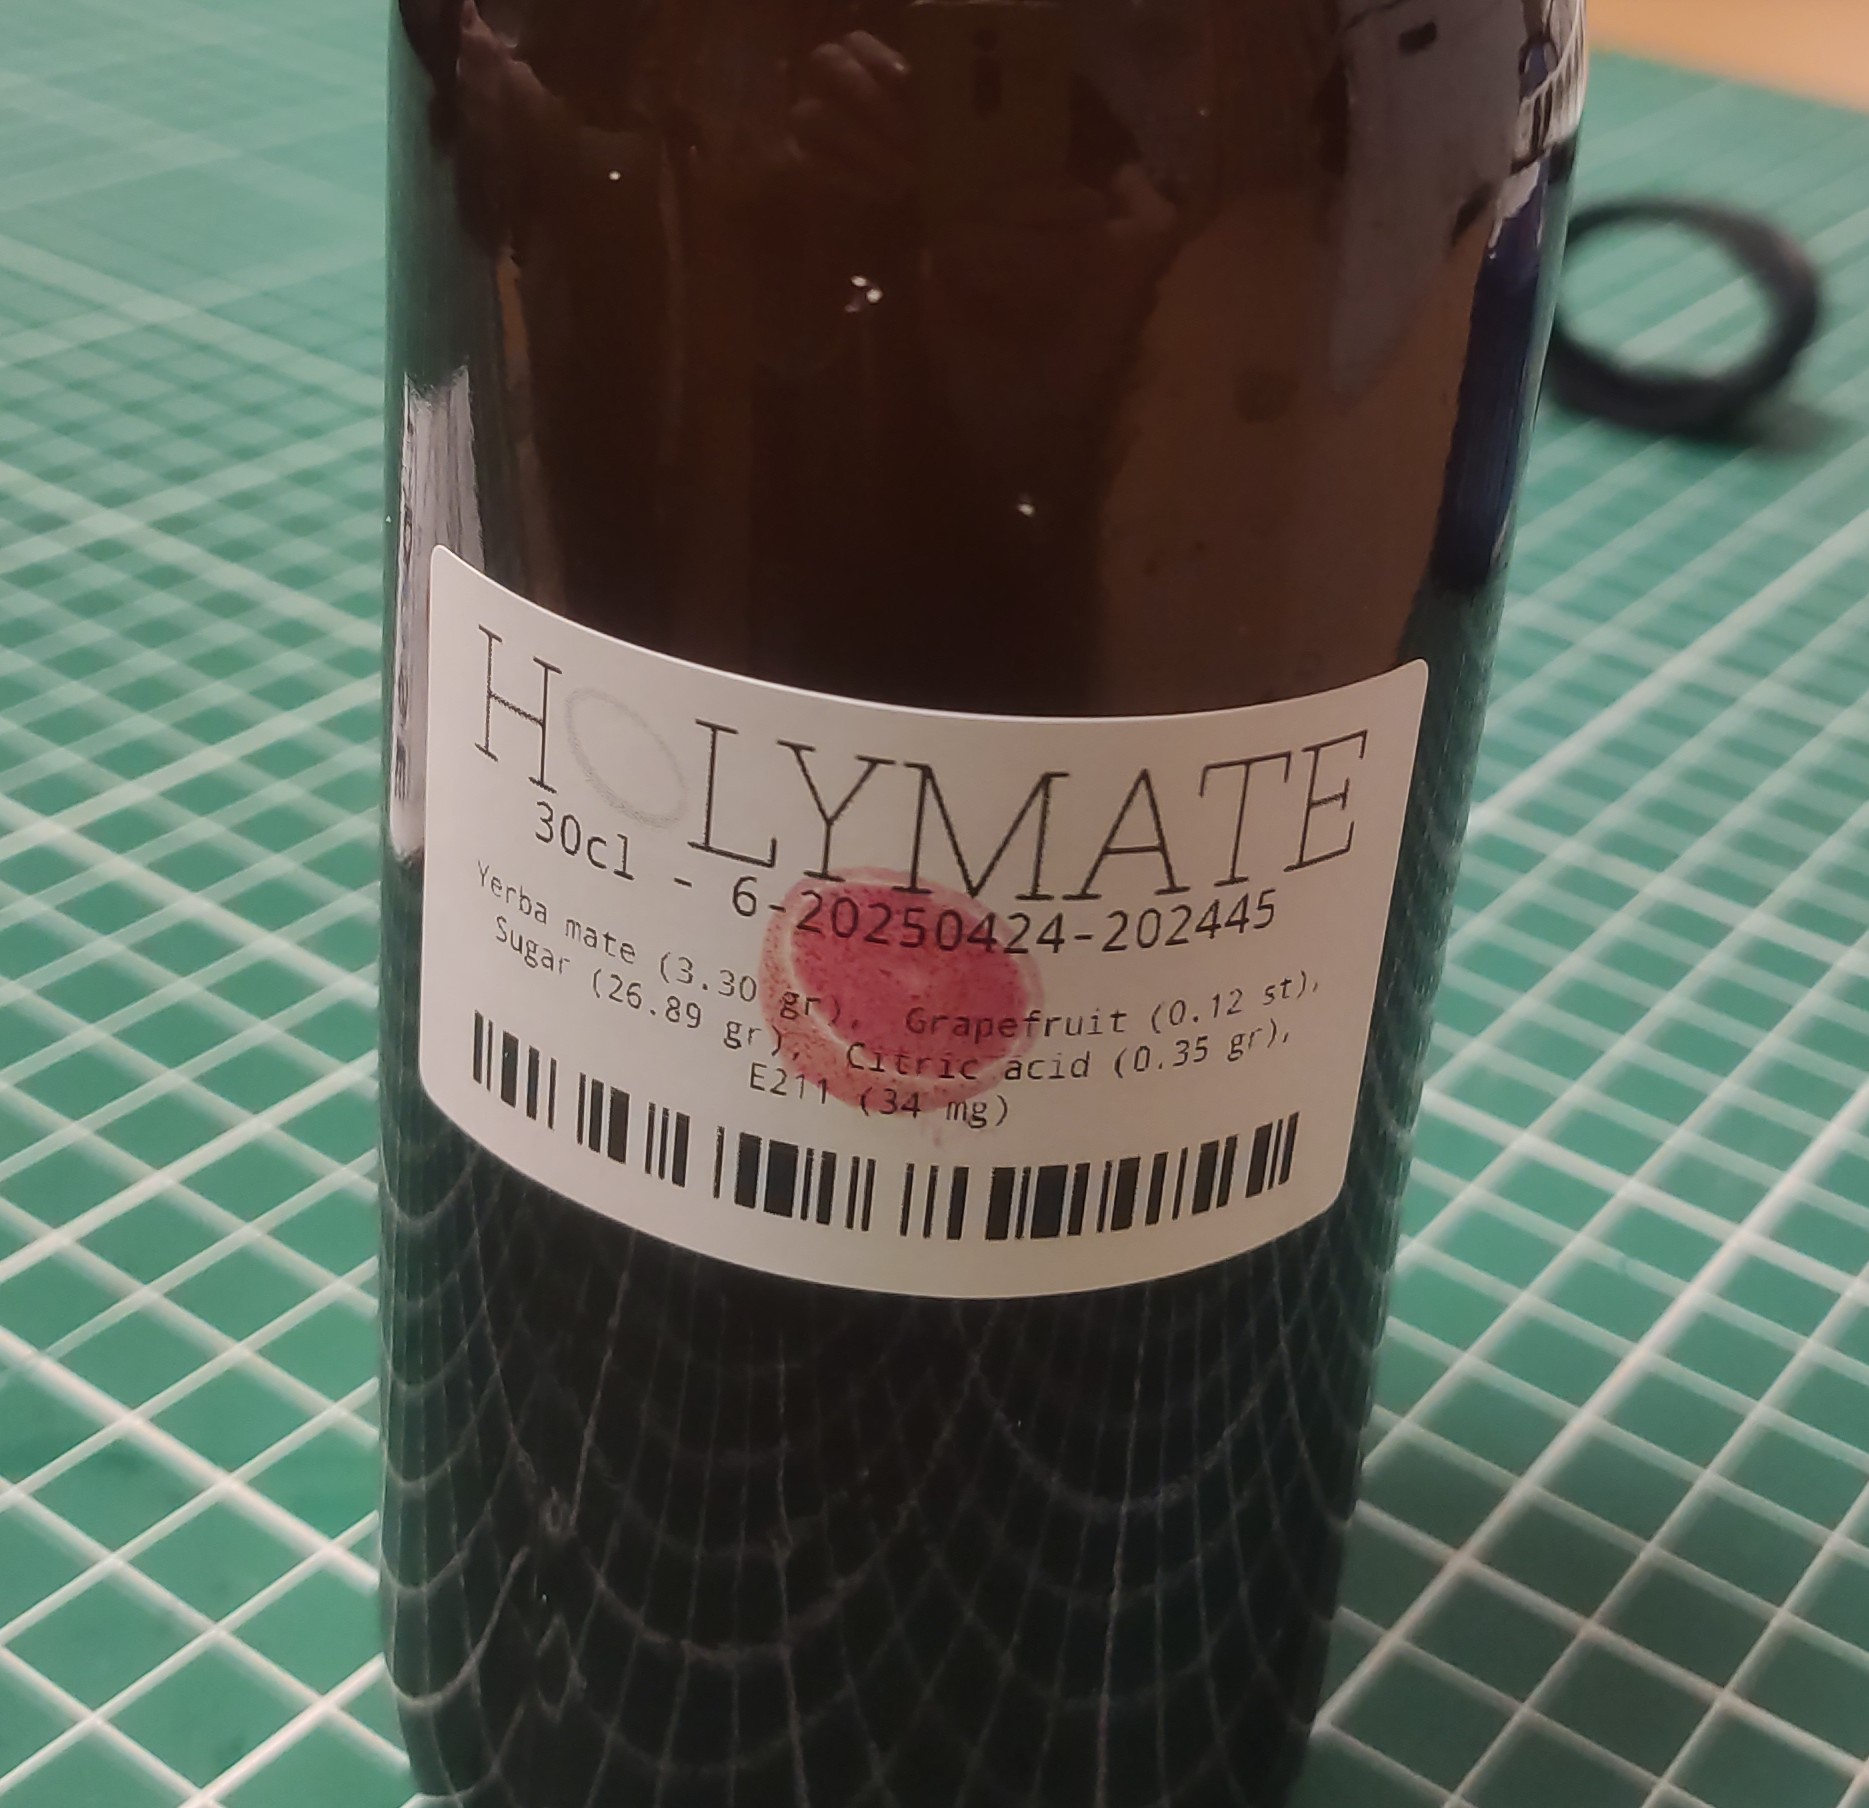 HOLYMATE
30cl - 6-20250424-202445
Yerba mate (3.30 gr), Grapefruit (0.12 st),
Sugar (26.89 gr), Citric acid (0.35 gr),
E211 (34 mg)